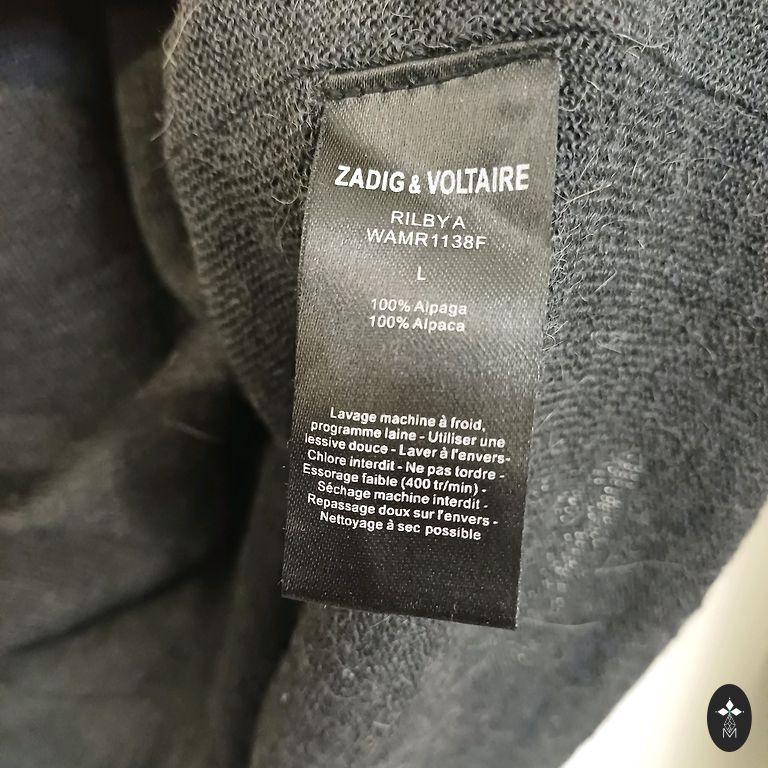 ZADIG & VOLTAIRE
RILBY A
WAMR1138F
L
100% Alpaga
100% Alpaca
Lavage machine à froid,
programme laine - Utiliser une
lessive douce - Laver à l'envers-
Chlore interdit - Ne pas tordre -
Essorage faible (400 tr/min) -
Séchage machine interdit -
Repassage doux sur l'envers -
Nettoyage à sec possible
M